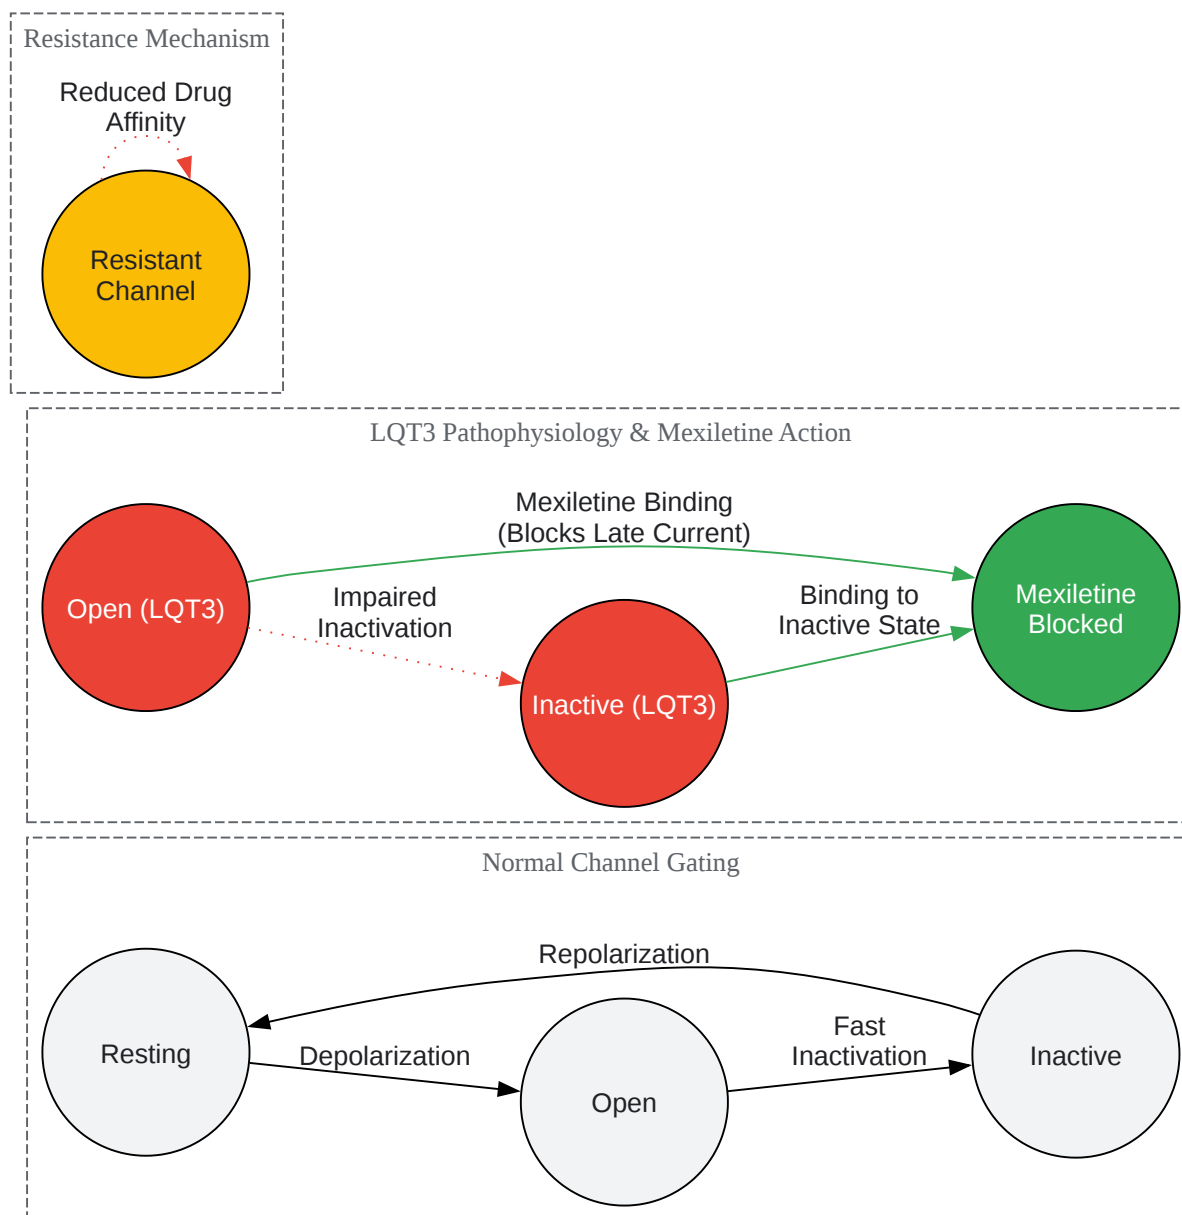 Resistance Mechanism
Reduced Drug
Affinity
Resistant
Channel
LQT3 Pathophysiology & Mexiletine Action
Mexiletine Binding
(Blocks Late Current)
Open (LQT3)
Impaired
Inactivation
Inactive (LQT3)
Binding to
Inactive State
Mexiletine
Blocked
Normal Channel Gating
Repolarization
Resting
Depolarization
Open
Fast
Inactivation
Inactive